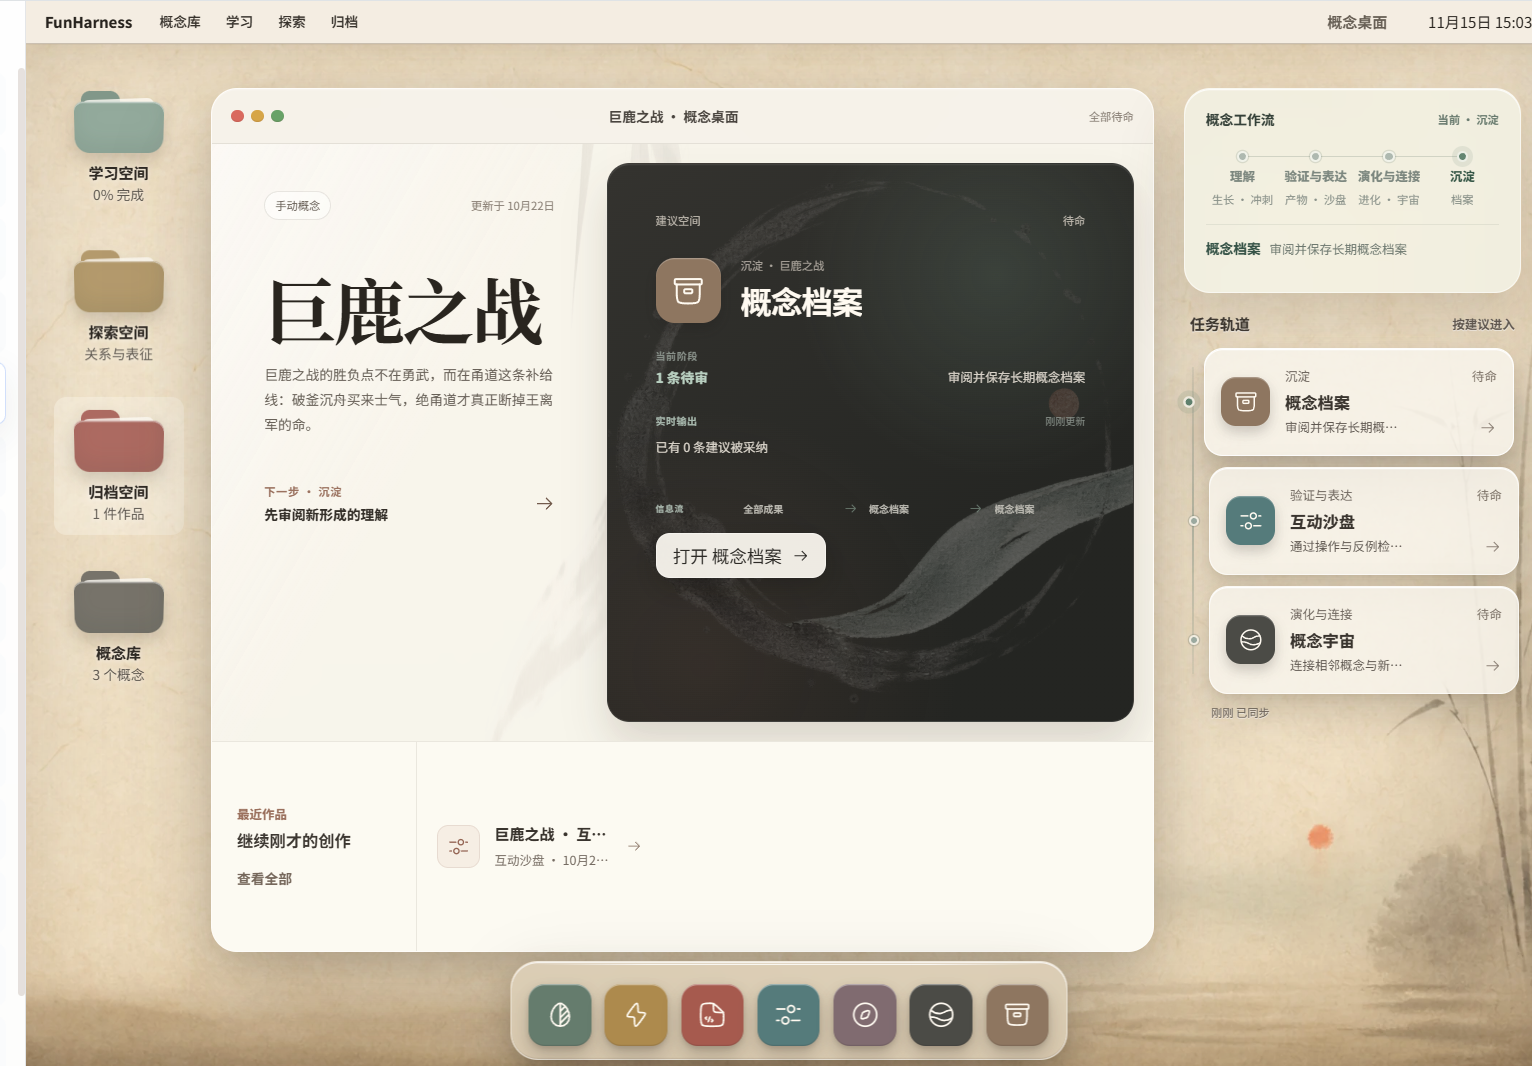 FunHarness 概念库 学习 探索 归档 概念桌面 11月15日 15:03
学习空间
0% 完成
探索空间
关系与表征
归档空间
1 件作品
概念库
3 个概念
巨鹿之战 · 概念桌面
全部待命
手动概念
更新于 10月22日
巨鹿之战
巨鹿之战的胜负点不在勇武，而在甬道这条补给
线：破釜沉舟买来士气，绝甬道才真正断掉王离
军的命。
下一步 · 沉淀
先审阅新形成的理解
建议空间
待命
沉淀 · 巨鹿之战
概念档案
当前阶段
1 条待审
审阅并保存长期概念档案
实时输出
刚刚更新
已有 0 条建议被采纳
信息流 全部成果 → 概念档案 → 概念档案
打开 概念档案 →
最近作品
继续刚才的创作
查看全部
巨鹿之战 · 互…
互动沙盘 · 10月2…
概念工作流
当前 · 沉淀
理解 验证与表达 演化与连接 沉淀
生长 · 冲刺 产物 · 沙盘 进化 · 宇宙 档案
概念档案 审阅并保存长期概念档案
任务轨道
按建议进入
沉淀
待命
概念档案
审阅并保存长期概…
验证与表达
待命
互动沙盘
通过操作与反例检…
演化与连接
待命
概念宇宙
连接相邻概念与新…
刚刚 已同步